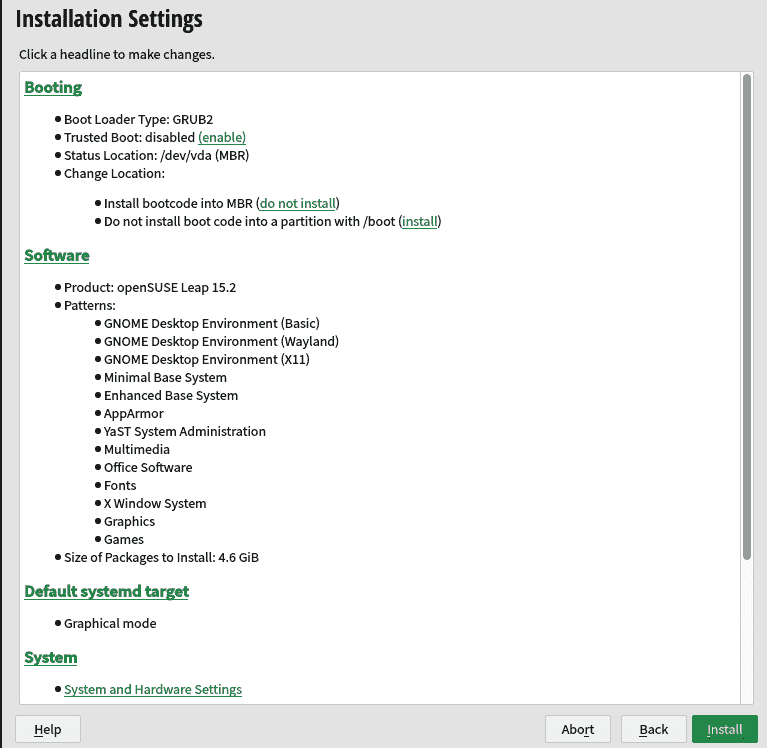 Installation Settings
Click a headline to make changes.
Booting
Boot Loader Type: GRUB2
Trusted Boot: disabled (enable)
Status Location: /dev/vda (MBR)
Change Location:
Install bootcode into MBR (do not install)
Do not install boot code into a partition with /boot (install)
Software
Product: openSUSE Leap 15.2
Patterns:
GNOME Desktop Environment (Basic)
GNOME Desktop Environment (Wayland)
GNOME Desktop Environment (X11)
Minimal Base System
Enhanced Base System
AppArmor
YaST System Administration
Multimedia
Office Software
Fonts
X Window System
Graphics
Games
Size of Packages to Install: 4.6 GiB
Default systemd target
Graphical mode
System
System and Hardware Settings
Help Abort Back Install